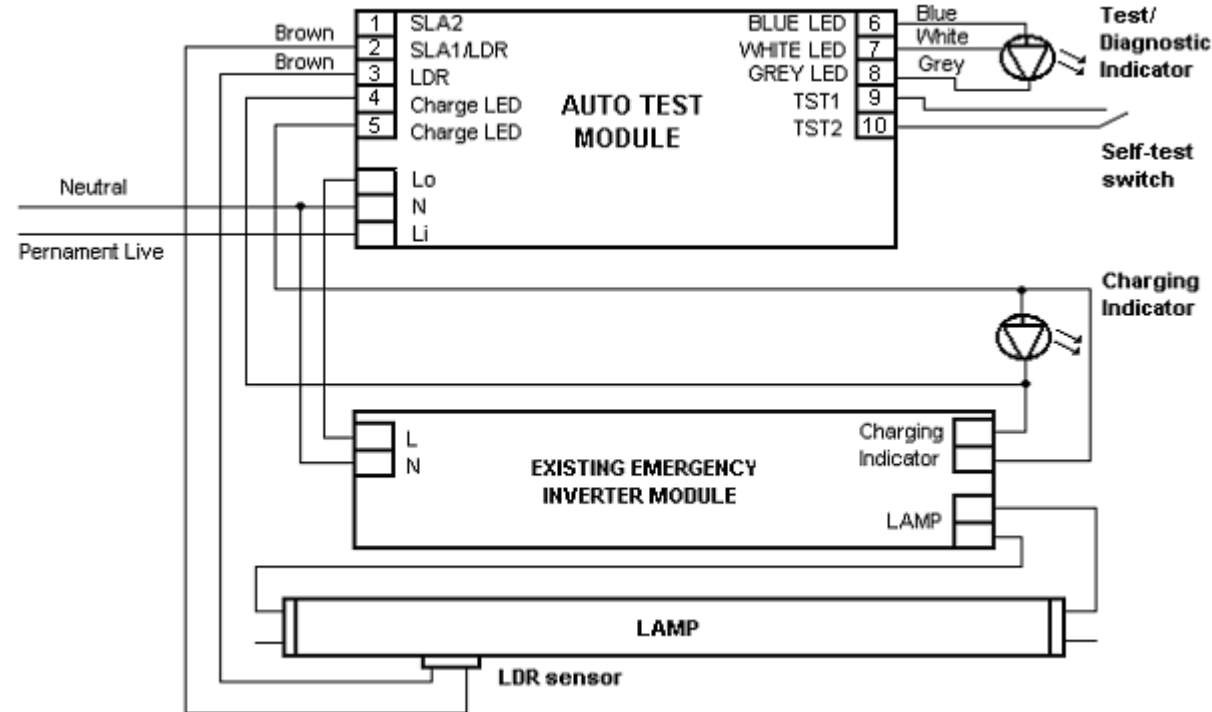 Brown
Brown
1 SLA2
2 SLA1/LDR
3 LDR
4 Charge LED
5 Charge LED
AUTO TEST
MODULE
BLUE LED 6
WHITE LED 7
GREY LED 8
TST1 9
TST2 10
Blue
White
Grey
Test/
Diagnostic
Indicator
Self-test
switch
Neutral
Pernament Live
Lo
N
Li
Charging
Indicator
L
N
EXISTING EMERGENCY
INVERTER MODULE
Charging
Indicator
LAMP
LAMP
LDR sensor